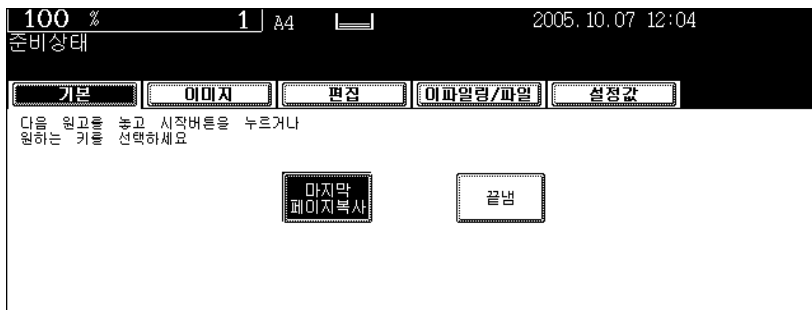 100 % 1 A4 2005.10.07 12:04
준비상태
기본 이미지 편집 이파일링/파일 설정값
다음 원고를 놓고 시작버튼을 누르거나
원하는 키를 선택하세요
마지막
페이지복사 끝냄